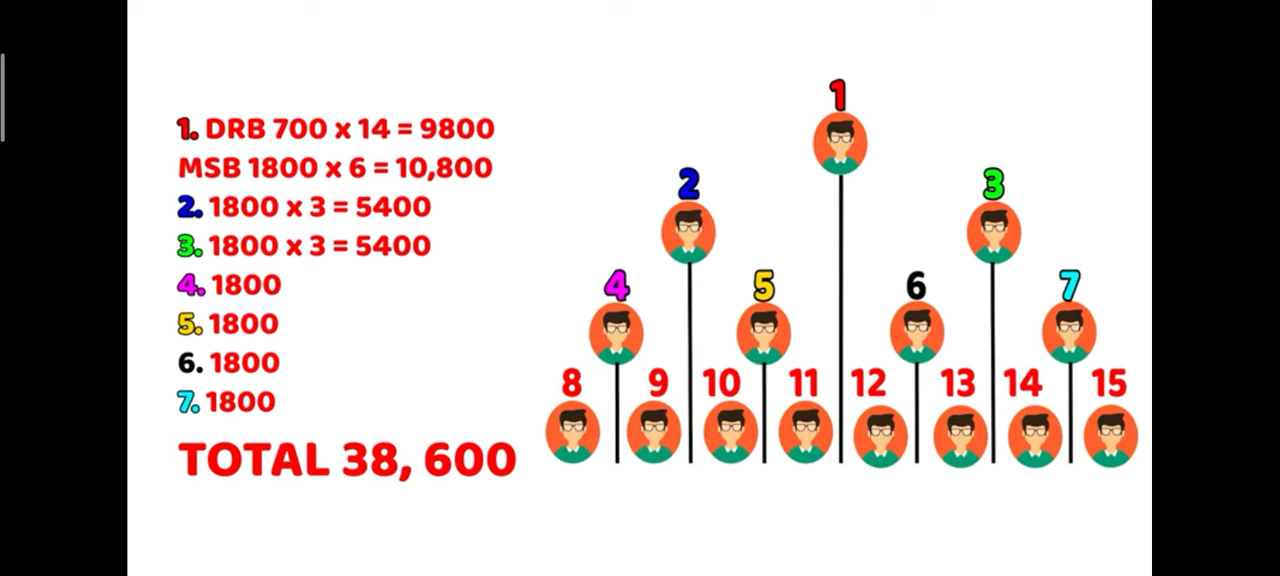 1. DRB 700 x 14 = 9800
MSB 1800 x 6 = 10,800
2. 1800 x 3 = 5400
3. 1800 x 3 = 5400
4. 1800
5. 1800
6. 1800
7. 1800
TOTAL 38, 600
1
2 3
4 5 6 7
8 9 10 11 12 13 14 15